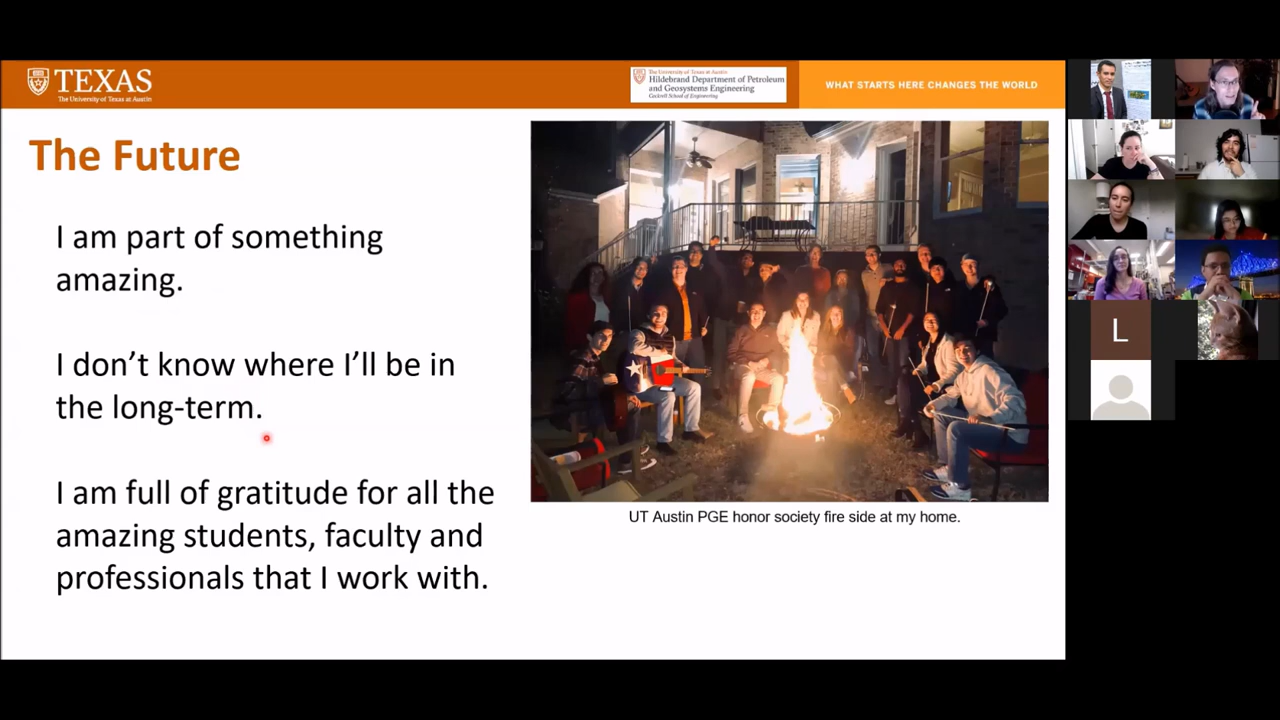 TEXAS
The University of Texas at Austin
The University of Texas at Austin
Hildebrand Department of Petroleum
and Geosystems Engineering
Cockrell School of Engineering
WHAT STARTS HERE CHANGES THE WORLD
The Future
I am part of something
amazing.
I don’t know where I’ll be in
the long-term.
I am full of gratitude for all the
amazing students, faculty and
professionals that I work with.
UT Austin PGE honor society fire side at my home.
L